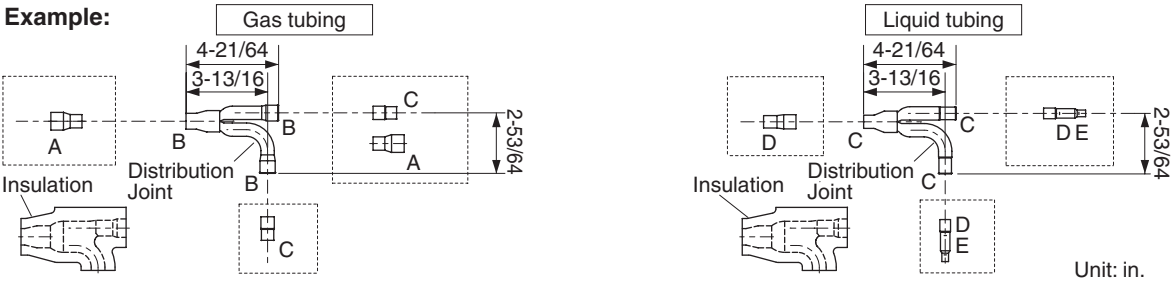 Example:
Gas tubing
4-21/64
3-13/16
A
B
B
C
A
2-53/64
Distribution
Joint
B
Insulation
C
Liquid tubing
4-21/64
3-13/16
D
C
C
D E
2-53/64
Distribution
Joint
C
Insulation
D
E
Unit: in.